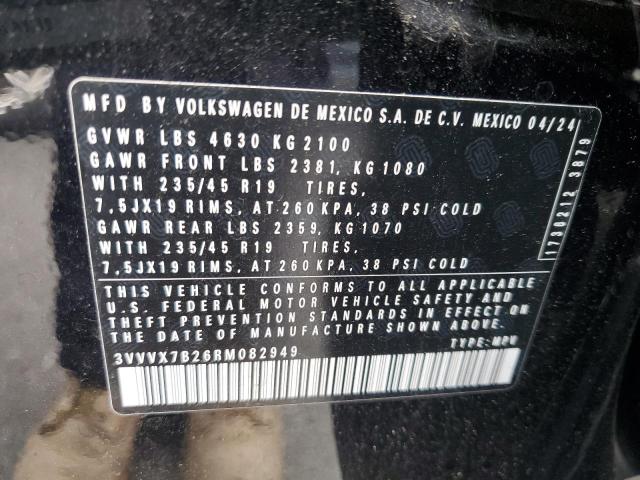 MFD BY VOLKSWAGEN DE MEXICO S.A. DE C.V. MEXICO 04/24
GVWR LBS 4630 KG 2100
GAWR FRONT LBS 2381, KG 1080
WITH 235/45 R19 TIRES,
7,5JX19 RIMS, AT 260 KPA, 38 PSI COLD
GAWR REAR LBS 2359, KG 1070
WITH 235/45 R19 TIRES,
7,5JX19 RIMS, AT 260 KPA, 38 PSI COLD
THIS VEHICLE CONFORMS TO ALL APPLICABLE
U.S. FEDERAL MOTOR VEHICLE SAFETY AND
THEFT PREVENTION STANDARDS IN EFFECT ON
THE DATE OF MANUFACTURE SHOWN ABOVE.
3VVVX7B26RM082949 TYPE: MPV
1730212 3879